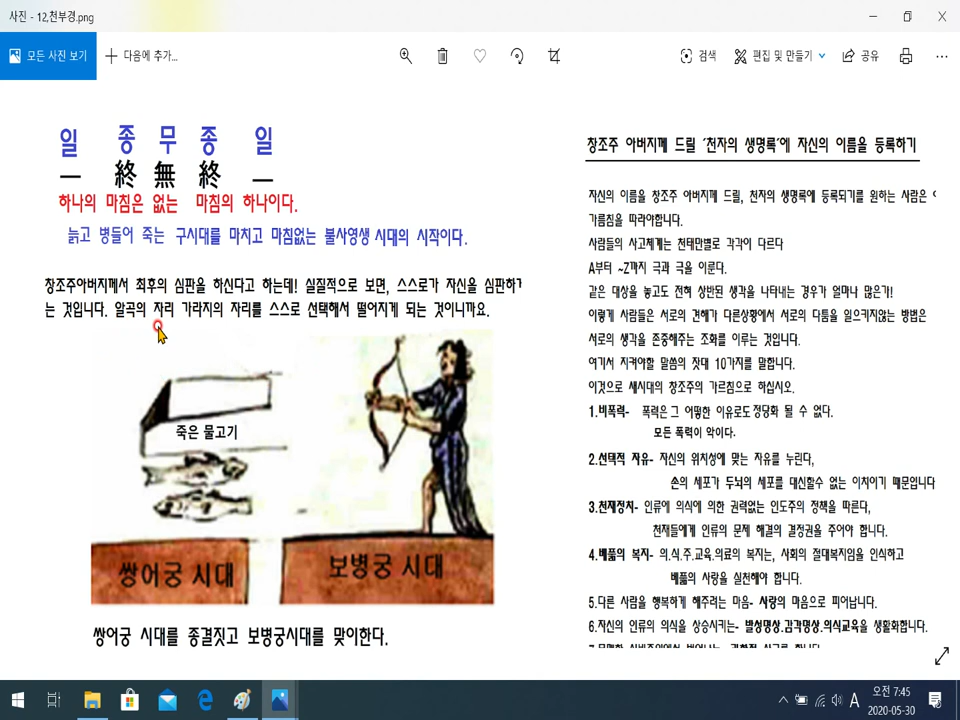 사진 - 12,천부경.png
모든 사진 보기
다음에 추가...
검색
편집 및 만들기
공유
일 종 무 종 일
一 終 無 終 一
하나의 마침은 없는 마침의 하나이다.
늙고 병들어 죽는 구시대를 마치고 마침없는 불사영생 시대의 시작이다.
창조주아버지께서 최후의 심판을 하신다고 하는데! 실질적으로 보면, 스스로가 자신을 심판하
는 것입니다. 알곡의 자리 가라지의 자리를 스스로 선택해서 떨어지게 되는 것이니까요.
죽은 물고기
쌍어궁 시대
보병궁 시대
쌍어궁 시대를 종결짓고 보병궁시대를 맞이한다.
창조주 아버지께 드릴 '천자의 생명록'에 자신의 이름을 등록하기
자신의 이름을 창조주 아버지께 드릴, 천자의 생명록에 등록되기를 원하는 사람은
가름침을 따라야합니다.
사람들의 사고체계는 천태만별로 각각이 다르다
A부터 ~Z까지 극과 극을 이룬다.
같은 대상을 놓고도 전혀 상반된 생각을 나타내는 경우가 얼마나 많은가!
이렇게 사람들은 서로의 견해가 다른상황에서 서로의 다툼을 일으키지않는 방법은
서로의 생각을 존중해주는 조화를 이루는 것입니다.
여기서 지켜야할 말씀의 잣대 10가지를 말합니다.
이것으로 새시대의 창조주의 가르침으로 하십시오.
1.비폭력- 폭력은그 어떠한 이유로도정당화 될 수 없다.
모든 폭력이 악이다.
2.선택적 자유- 자신의 위치성에 맞는 자유를 누린다,
손의 세포가 두뇌의 세포를 대신할수 없는 이치이기 때문입니다
3.천재정치- 인류에 의식에 의한 권력없는 인도주의 정책을 따른다,
천재들에게 인류의 문제 해결의 결정권을 주어야 합니다.
4.베품의 복지- 의.식.주.교육.의료의 복지는, 사회의 절대복지임을 인식하고
베품의 사랑을 실천해야 합니다.
5.다른 사람을 행복하게 해주려는 마음- 사랑의 마음으로 피어납니다.
6.자신의 인류의 의식을 상승시키는- 발성명상.감각명상.의식교육을 생활화합니다.
A
오전 7:45
2020-05-30